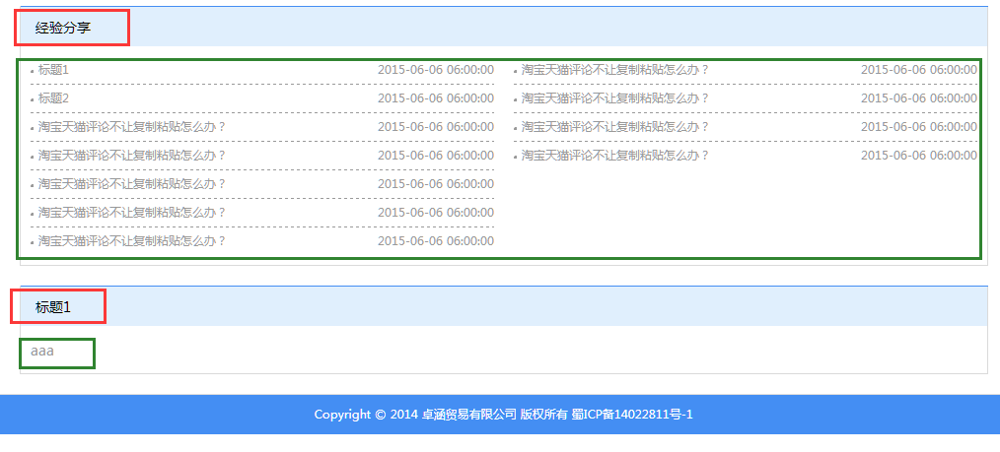 经验分享
标题1 2015-06-06 06:00:00 淘宝天猫评论不让复制粘贴怎么办？ 2015-06-06 06:00:00
标题2 2015-06-06 06:00:00 淘宝天猫评论不让复制粘贴怎么办？ 2015-06-06 06:00:00
淘宝天猫评论不让复制粘贴怎么办？ 2015-06-06 06:00:00 淘宝天猫评论不让复制粘贴怎么办？ 2015-06-06 06:00:00
淘宝天猫评论不让复制粘贴怎么办？ 2015-06-06 06:00:00 淘宝天猫评论不让复制粘贴怎么办？ 2015-06-06 06:00:00
淘宝天猫评论不让复制粘贴怎么办？ 2015-06-06 06:00:00
淘宝天猫评论不让复制粘贴怎么办？ 2015-06-06 06:00:00
淘宝天猫评论不让复制粘贴怎么办？ 2015-06-06 06:00:00
标题1
aaa
Copyright © 2014 卓涵贸易有限公司 版权所有 蜀ICP备14022811号-1